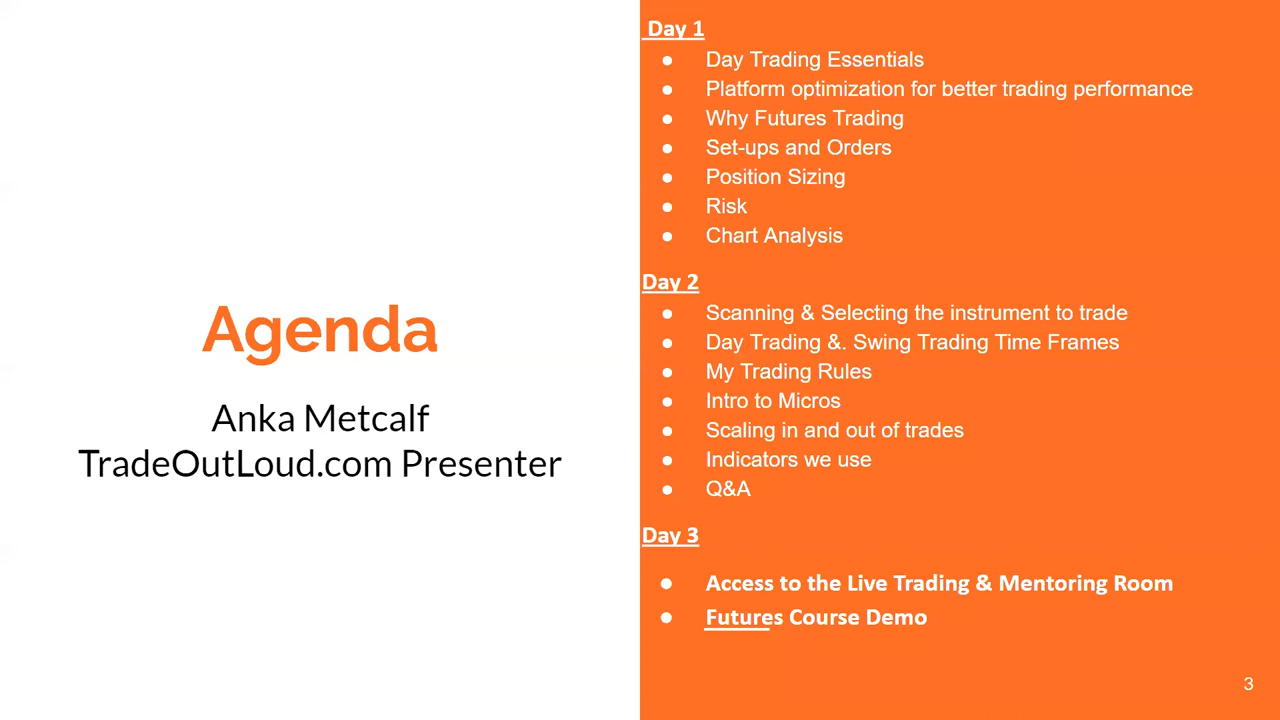 Agenda
Anka Metcalf
TradeOutLoud.com Presenter
Day 1
● Day Trading Essentials
● Platform optimization for better trading performance
● Why Futures Trading
● Set-ups and Orders
● Position Sizing
● Risk
● Chart Analysis
Day 2
● Scanning & Selecting the instrument to trade
● Day Trading &. Swing Trading Time Frames
● My Trading Rules
● Intro to Micros
● Scaling in and out of trades
● Indicators we use
● Q&A
Day 3
● Access to the Live Trading & Mentoring Room
● Futures Course Demo
3